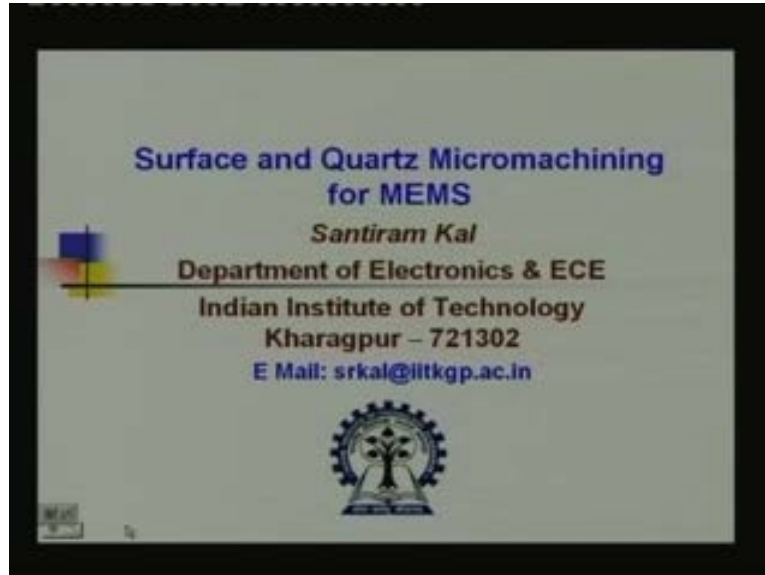 Surface and Quartz Micromachining
for MEMS
Santiram Kal
Department of Electronics & ECE
Indian Institute of Technology
Kharagpur – 721302
E Mail: srkal@iitkgp.ac.in